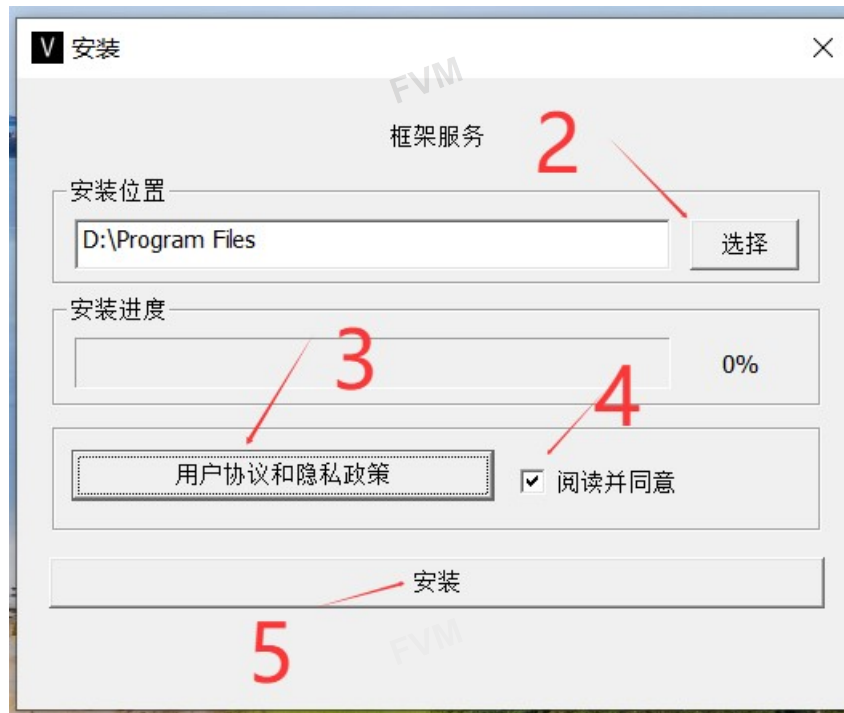 V 安装
FVM
框架服务
2
安装位置
D:\Program Files
选择
安装进度
3
0%
4
用户协议和隐私政策
阅读并同意
安装
5
FVM